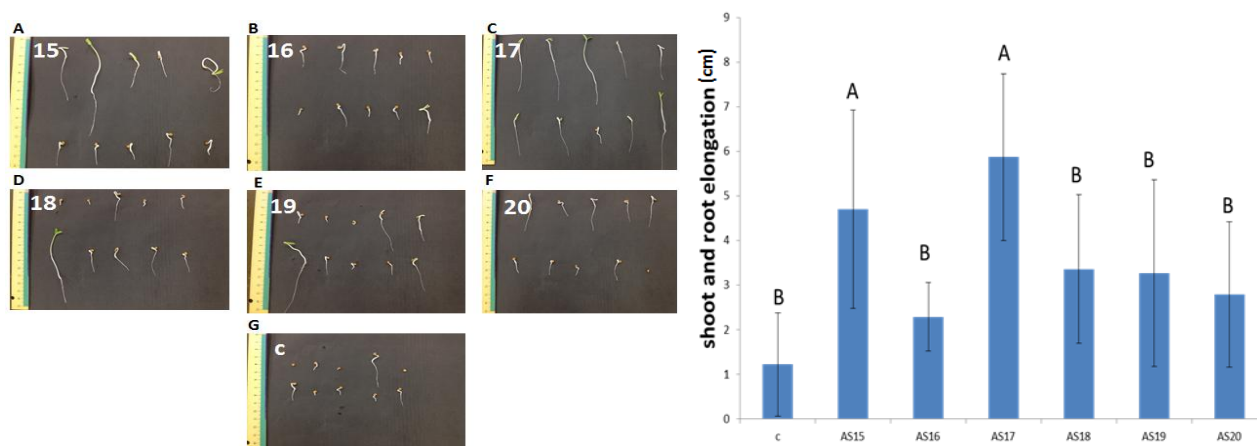 A
15
B
16
C
17
D
18
E
19
F
20
G
c
shoot and root elongation (cm)
9
8
7
6
5
4
3
2
1
0
B
A
B
A
B
B
B
c AS15 AS16 AS17 AS18 AS19 AS20